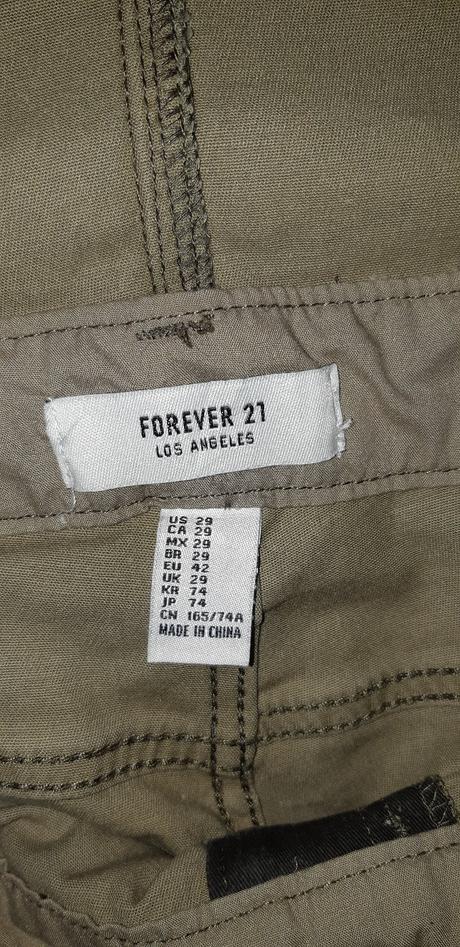 FOREVER 21
LOS ANGELES
US 29
CA 29
MX 29
BR 29
EU 42
UK 29
KR 74
JP 74
CN 165/74A
MADE IN CHINA